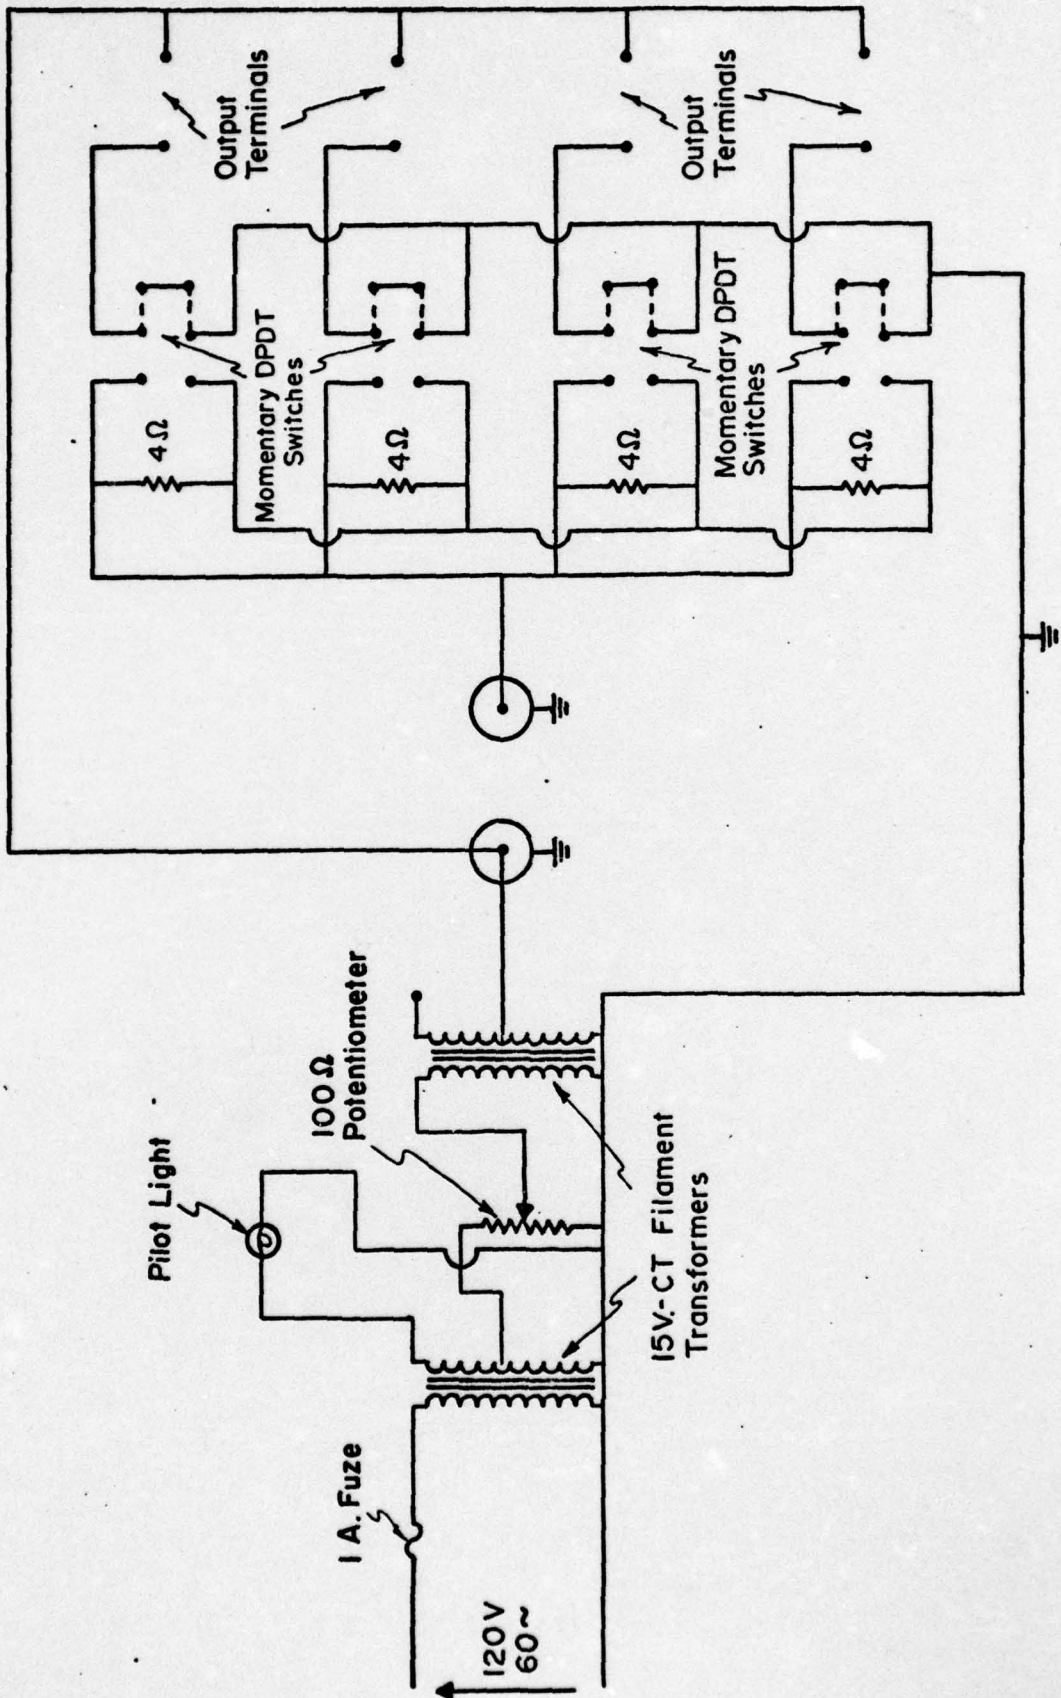 120V
60~
1 A. Fuze
Pilot Light
15V.-CT Filament
Transformers
100Ω
Potentiometer
4Ω
4Ω
4Ω
4Ω
Momentary DPDT
Switches
Momentary DPDT
Switches
Output
Terminals
Output
Terminals